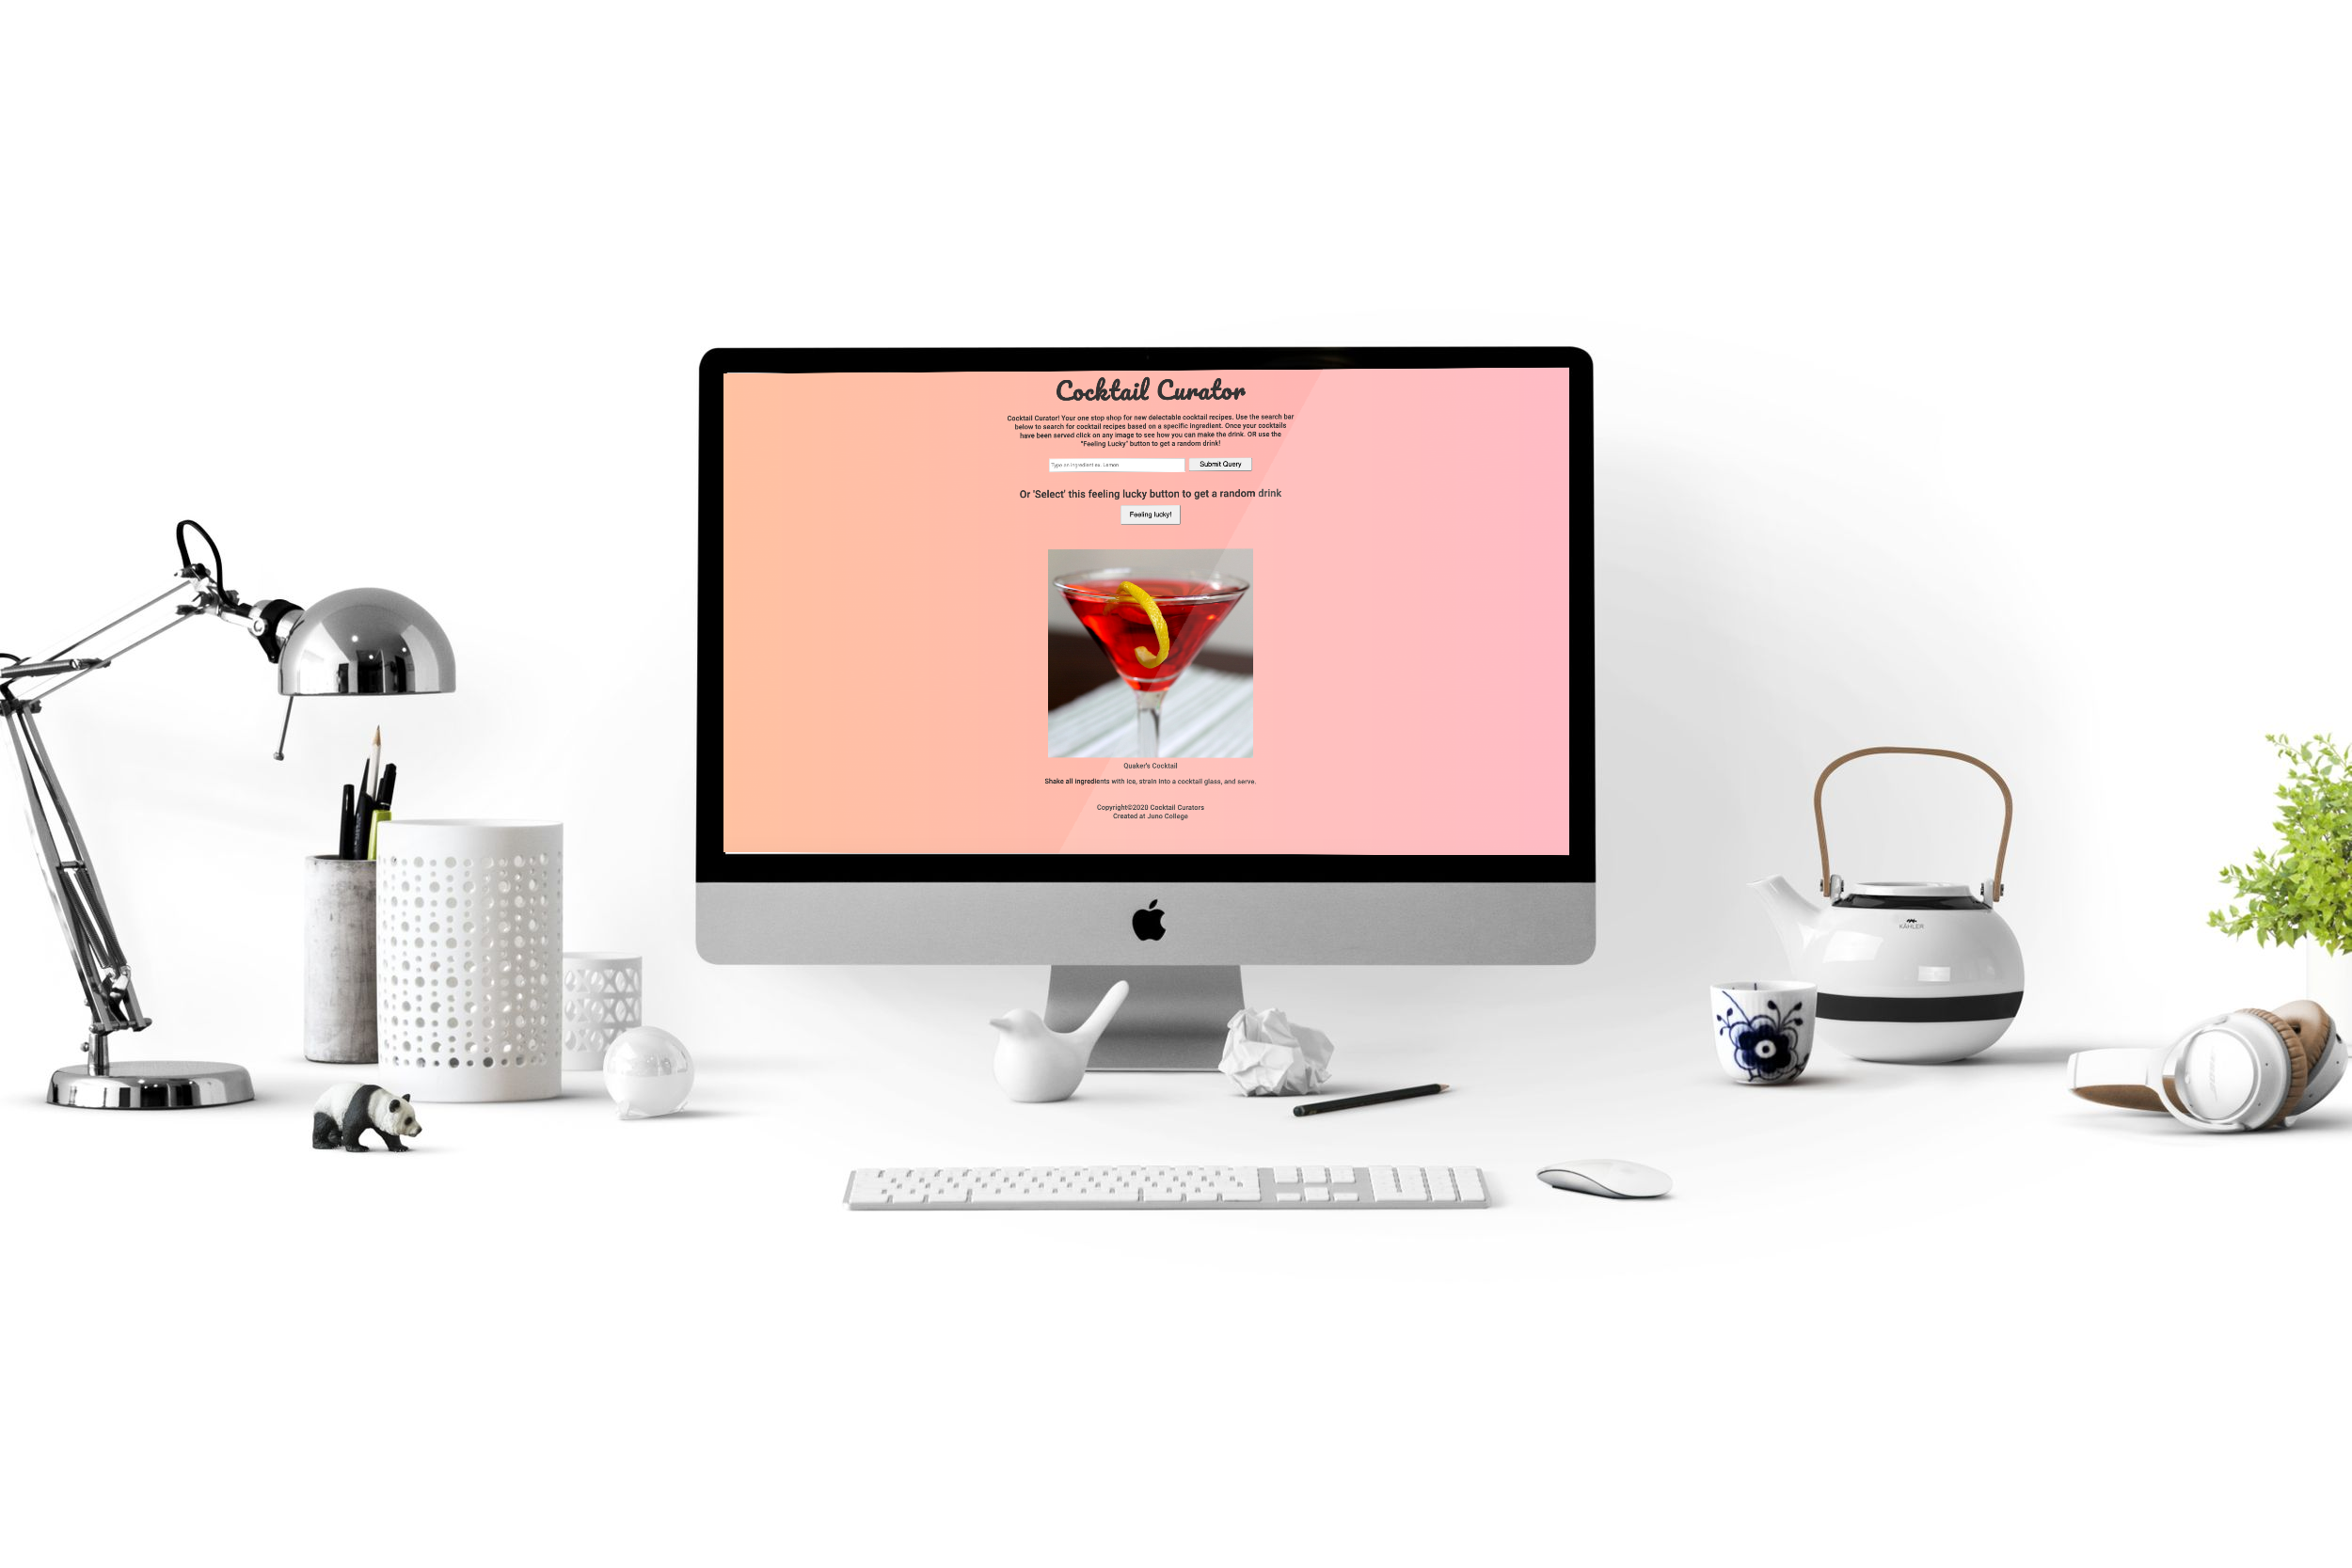 Cocktail Curator
Cocktail Curator! Your one stop shop for new delectable cocktail recipes. Use the search bar
below to search for cocktail recipes based on a specific ingredient. Once your cocktails
have been served click on any image to see how you can make the drink. OR use the
"Feeling Lucky" button to get a random drink!
Type an ingredient ex. Lemon
Submit Query
Or 'Select' this feeling lucky button to get a random drink
Feeling lucky!
Quaker's Cocktail
Shake all ingredients with ice, strain into a cocktail glass, and serve.
Copyright©2020 Cocktail Curators
Created at Juno College
KÄHLER